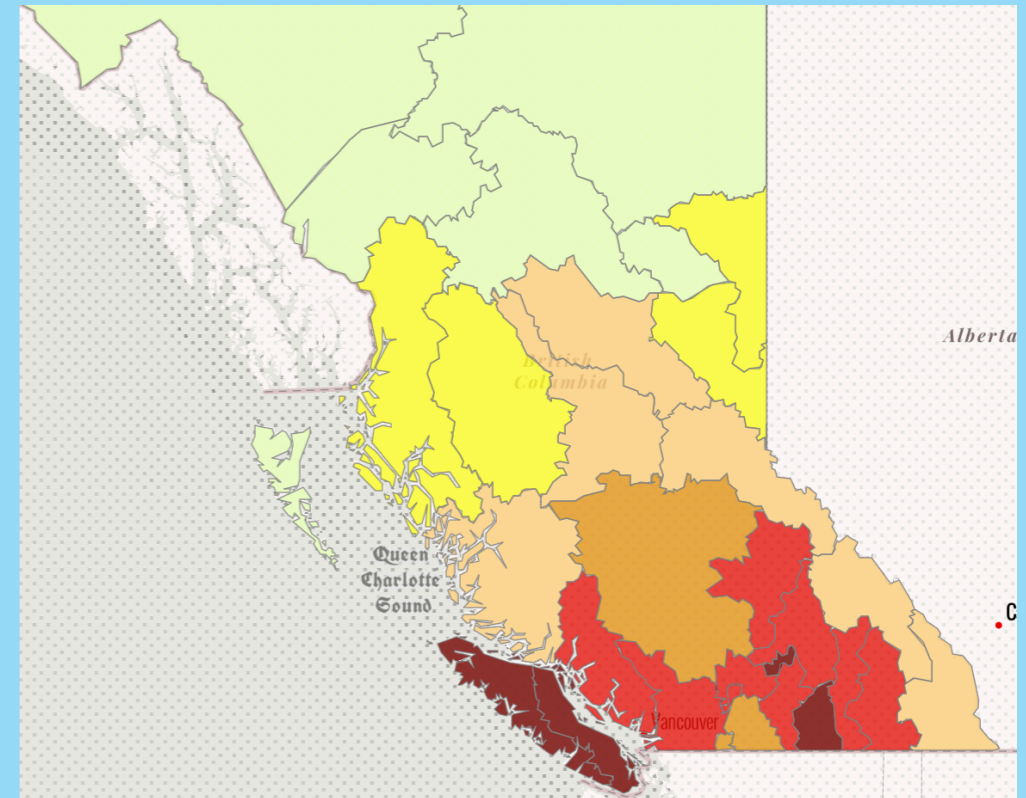 Alberta
British
Columbia
Queen
Charlotte
Sound
C
Vancouver